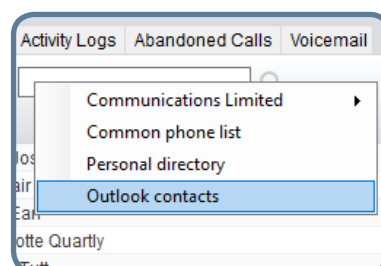 Activity Logs Abandoned Calls Voicemail
Communications Limited
Common phone list
Personal directory
Outlook contacts
otte Quartly